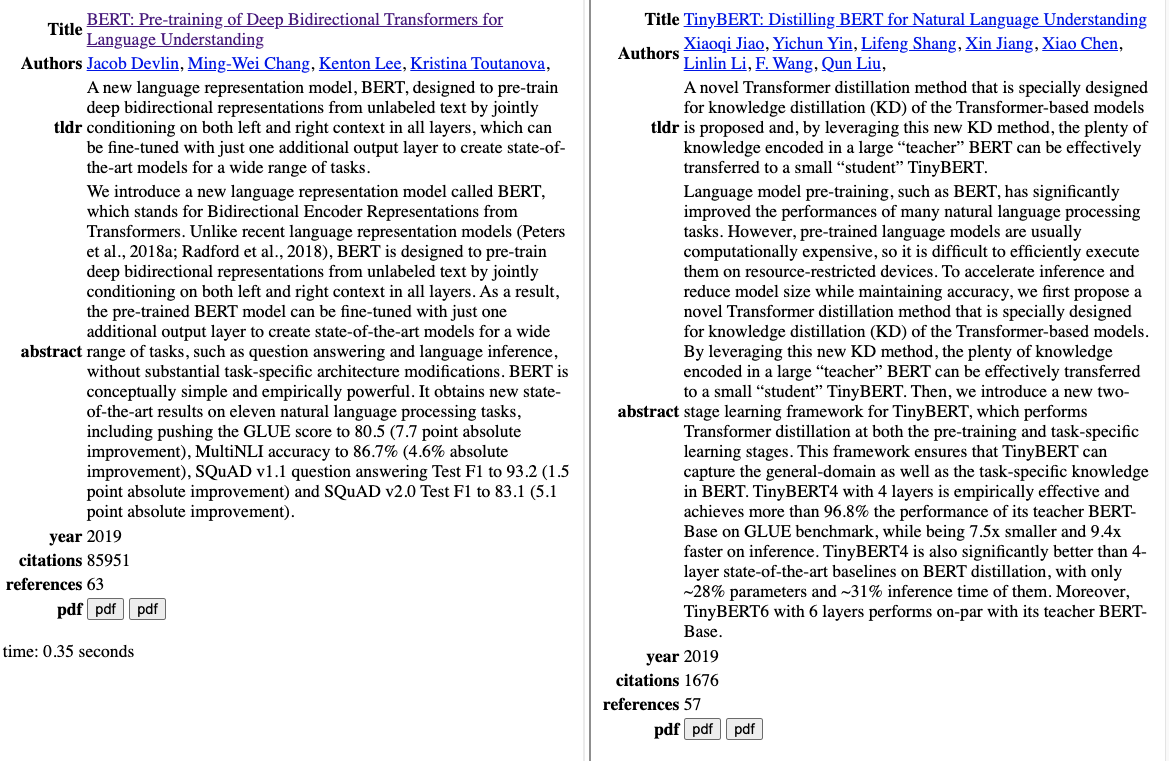 Title BERT: Pre-training of Deep Bidirectional Transformers for
Language Understanding
Authors Jacob Devlin, Ming-Wei Chang, Kenton Lee, Kristina Toutanova,
A new language representation model, BERT, designed to pre-train
deep bidirectional representations from unlabeled text by jointly
tldr conditioning on both left and right context in all layers, which can
be fine-tuned with just one additional output layer to create state-of-
the-art models for a wide range of tasks.
We introduce a new language representation model called BERT,
which stands for Bidirectional Encoder Representations from
Transformers. Unlike recent language representation models (Peters
et al., 2018a; Radford et al., 2018), BERT is designed to pre-train
deep bidirectional representations from unlabeled text by jointly
conditioning on both left and right context in all layers. As a result,
the pre-trained BERT model can be fine-tuned with just one
additional output layer to create state-of-the-art models for a wide
abstract range of tasks, such as question answering and language inference,
without substantial task-specific architecture modifications. BERT is
conceptually simple and empirically powerful. It obtains new state-
of-the-art results on eleven natural language processing tasks,
including pushing the GLUE score to 80.5 (7.7 point absolute
improvement), MultiNLI accuracy to 86.7% (4.6% absolute
improvement), SQuAD v1.1 question answering Test F1 to 93.2 (1.5
point absolute improvement) and SQuAD v2.0 Test F1 to 83.1 (5.1
point absolute improvement).
year 2019
citations 85951
references 63
pdf pdf pdf
time: 0.35 seconds
Title TinyBERT: Distilling BERT for Natural Language Understanding
Authors Xiaoqi Jiao, Yichun Yin, Lifeng Shang, Xin Jiang, Xiao Chen,
Linlin Li, F. Wang, Qun Liu,
A novel Transformer distillation method that is specially designed
for knowledge distillation (KD) of the Transformer-based models
tldr is proposed and, by leveraging this new KD method, the plenty of
knowledge encoded in a large “teacher” BERT can be effectively
transferred to a small “student” TinyBERT.
Language model pre-training, such as BERT, has significantly
improved the performances of many natural language processing
tasks. However, pre-trained language models are usually
computationally expensive, so it is difficult to efficiently execute
them on resource-restricted devices. To accelerate inference and
reduce model size while maintaining accuracy, we first propose a
novel Transformer distillation method that is specially designed
for knowledge distillation (KD) of the Transformer-based models.
By leveraging this new KD method, the plenty of knowledge
encoded in a large “teacher” BERT can be effectively transferred
to a small “student” TinyBERT. Then, we introduce a new two-
abstract stage learning framework for TinyBERT, which performs
Transformer distillation at both the pre-training and task-specific
learning stages. This framework ensures that TinyBERT can
capture the general-domain as well as the task-specific knowledge
in BERT. TinyBERT4 with 4 layers is empirically effective and
achieves more than 96.8% the performance of its teacher BERT-
Base on GLUE benchmark, while being 7.5x smaller and 9.4x
faster on inference. TinyBERT4 is also significantly better than 4-
layer state-of-the-art baselines on BERT distillation, with only
~28% parameters and ~31% inference time of them. Moreover,
TinyBERT6 with 6 layers performs on-par with its teacher BERT-
Base.
year 2019
citations 1676
references 57
pdf pdf pdf